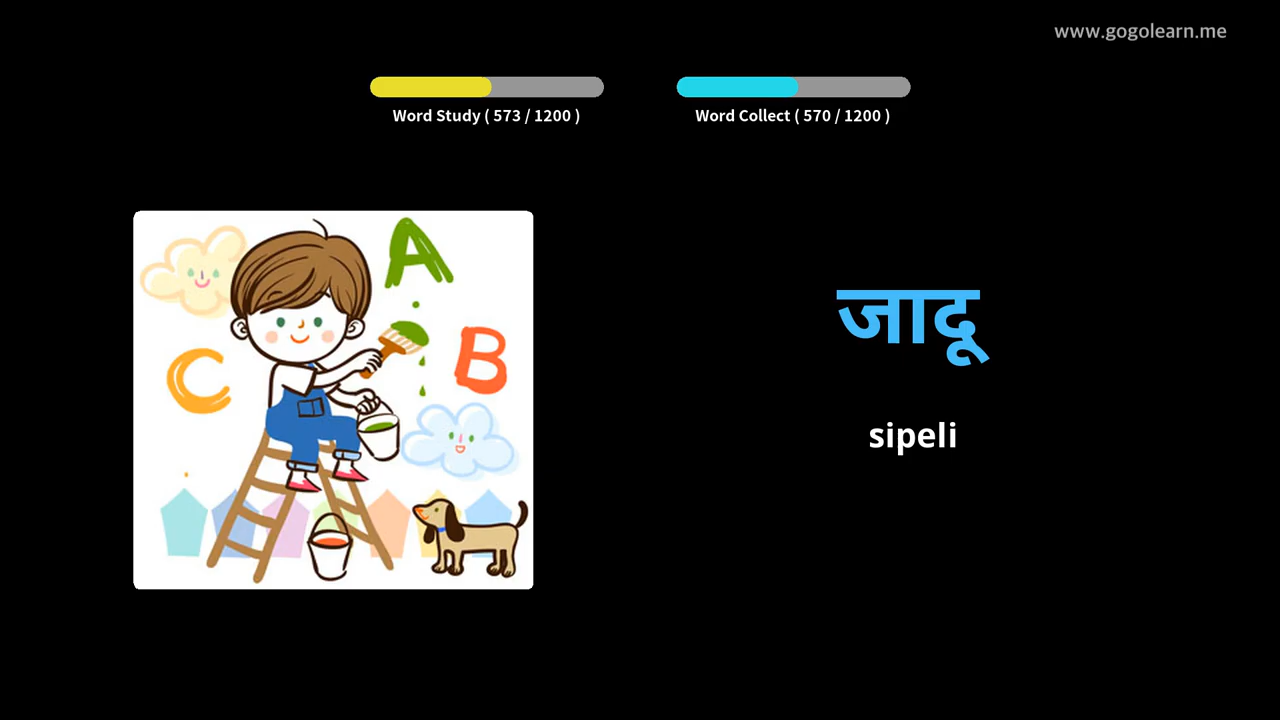 www.gogolearn.me
Word Study ( 573 / 1200 )
Word Collect ( 570 / 1200 )
A
B
C
जादू
sipeli